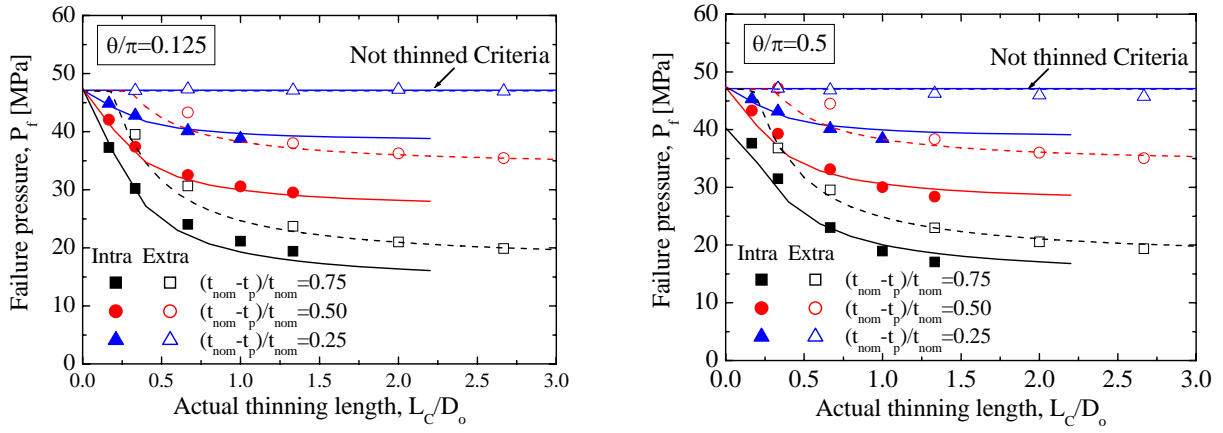 θ/π=0.125
Not thinned Criteria
Failure pressure, P_f [MPa]
60
50
40
30
20
10
0
Intra Extra
(t_nom-t_p)/t_nom=0.75
(t_nom-t_p)/t_nom=0.50
(t_nom-t_p)/t_nom=0.25
0.0 0.5 1.0 1.5 2.0 2.5 3.0
Actual thinning length, L_C/D_o
θ/π=0.5
Not thinned Criteria
Failure pressure, P_f [MPa]
60
50
40
30
20
10
0
Intra Extra
(t_nom-t_p)/t_nom=0.75
(t_nom-t_p)/t_nom=0.50
(t_nom-t_p)/t_nom=0.25
0.0 0.5 1.0 1.5 2.0 2.5 3.0
Actual thinning length, L_C/D_o